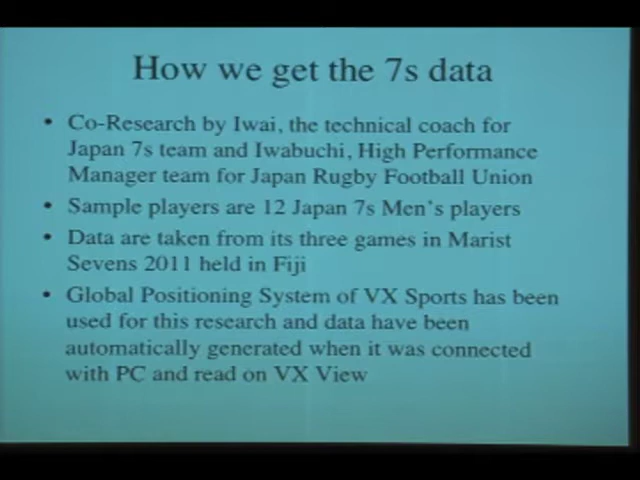 How we get the 7s data
• Co-Research by Iwai, the technical coach for
Japan 7s team and Iwabuchi, High Performance
Manager team for Japan Rugby Football Union
• Sample players are 12 Japan 7s Men's players
• Data are taken from its three games in Marist
Sevens 2011 held in Fiji
• Global Positioning System of VX Sports has been
used for this research and data have been
automatically generated when it was connected
with PC and read on VX View